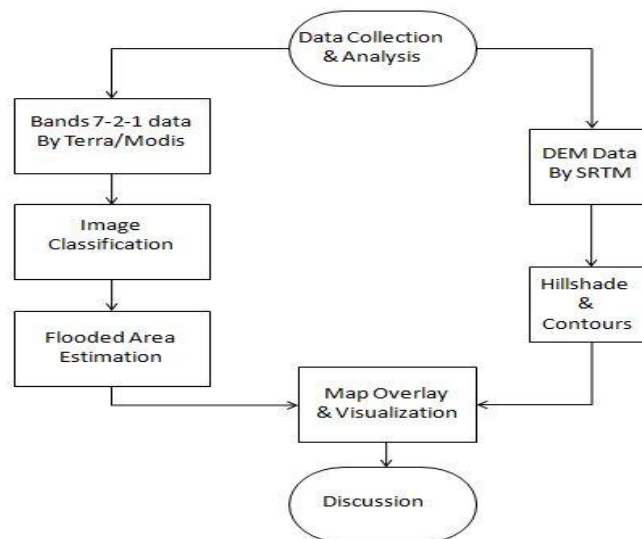 Data Collection
& Analysis
Bands 7-2-1 data
By Terra/Modis
DEM Data
By SRTM
Image
Classification
Hillshade
&
Contours
Flooded Area
Estimation
Map Overlay
& Visualization
Discussion